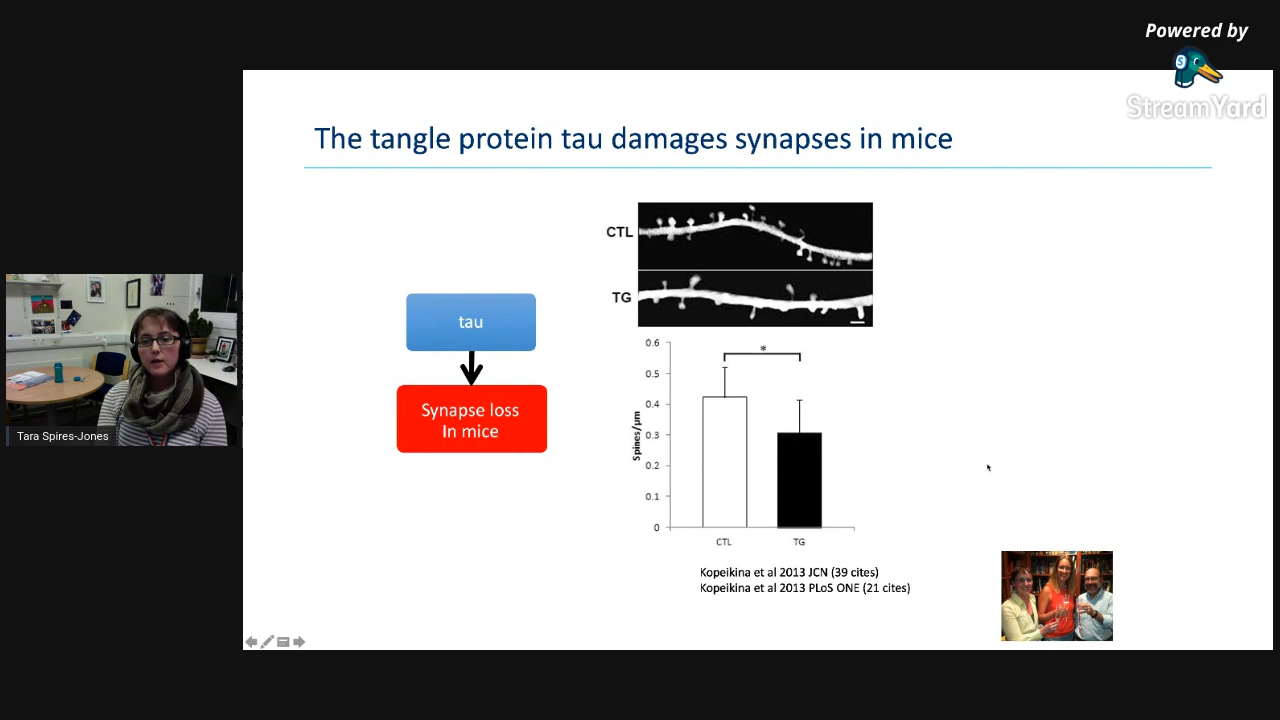 Powered by
StreamYard
The tangle protein tau damages synapses in mice
CTL
TG
tau
Synapse loss
In mice
0.6
0.5
0.4
0.3
0.2
0.1
0
Spines/µm
*
CTL
TG
Kopeikina et al 2013 JCN (39 cites)
Kopeikina et al 2013 PLoS ONE (21 cites)
Tara Spires-Jones